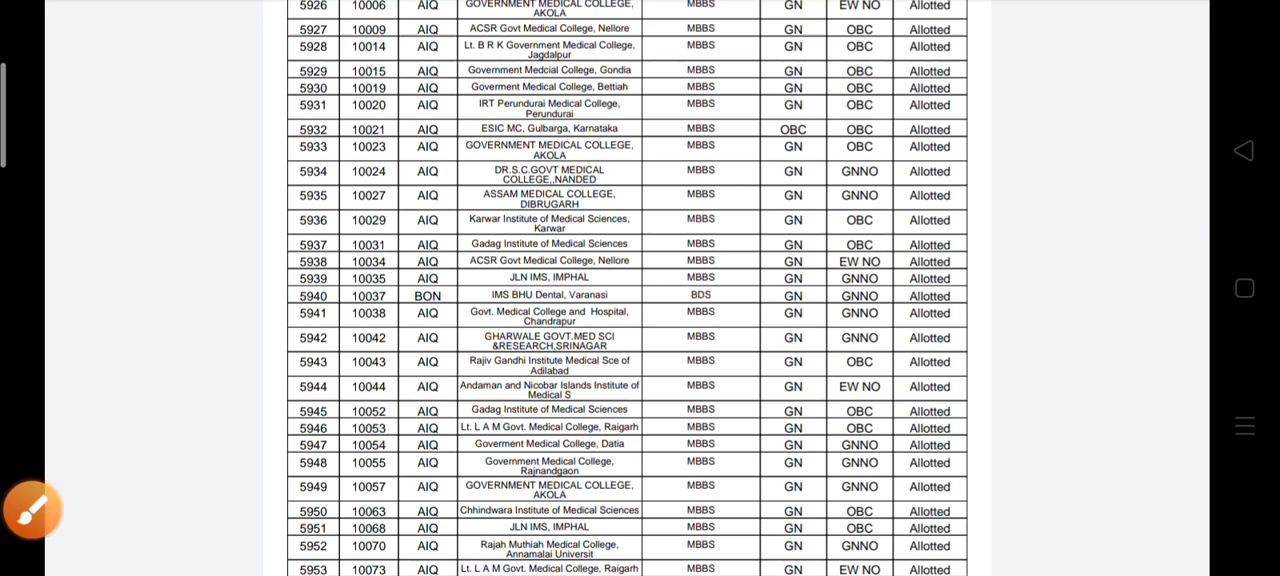 5926 10006 AIQ GOVERNMENT MEDICAL COLLEGE, AKOLA MBBS GN EW NO Allotted
5927 10009 AIQ ACSR Govt Medical College, Nellore MBBS GN OBC Allotted
5928 10014 AIQ Lt. B R K Government Medical College, Jagdalpur MBBS GN OBC Allotted
5929 10015 AIQ Government Medcial College, Gondia MBBS GN OBC Allotted
5930 10019 AIQ Goverment Medical College, Bettiah MBBS GN OBC Allotted
5931 10020 AIQ IRT Perundurai Medical College, Perundurai MBBS GN OBC Allotted
5932 10021 AIQ ESIC MC, Gulbarga, Karnataka MBBS OBC OBC Allotted
5933 10023 AIQ GOVERNMENT MEDICAL COLLEGE, AKOLA MBBS GN OBC Allotted
5934 10024 AIQ DR.S.C.GOVT MEDICAL COLLEGE,,NANDED MBBS GN GNNO Allotted
5935 10027 AIQ ASSAM MEDICAL COLLEGE, DIBRUGARH MBBS GN GNNO Allotted
5936 10029 AIQ Karwar Institute of Medical Sciences, Karwar MBBS GN OBC Allotted
5937 10031 AIQ Gadag Institute of Medical Sciences MBBS GN OBC Allotted
5938 10034 AIQ ACSR Govt Medical College, Nellore MBBS GN EW NO Allotted
5939 10035 AIQ JLN IMS, IMPHAL MBBS GN GNNO Allotted
5940 10037 BON IMS BHU Dental, Varanasi BDS GN GNNO Allotted
5941 10038 AIQ Govt. Medical College and Hospital, Chandrapur MBBS GN GNNO Allotted
5942 10042 AIQ GHARWALE GOVT.MED SCI &RESEARCH,SRINAGAR MBBS GN GNNO Allotted
5943 10043 AIQ Rajiv Gandhi Institute Medical Sce of Adilabad MBBS GN OBC Allotted
5944 10044 AIQ Andaman and Nicobar Islands Institute of Medical S MBBS GN EW NO Allotted
5945 10052 AIQ Gadag Institute of Medical Sciences MBBS GN OBC Allotted
5946 10053 AIQ Lt. L A M Govt. Medical College, Raigarh MBBS GN OBC Allotted
5947 10054 AIQ Goverment Medical College, Datia MBBS GN GNNO Allotted
5948 10055 AIQ Government Medical College, Rajnandgaon MBBS GN GNNO Allotted
5949 10057 AIQ GOVERNMENT MEDICAL COLLEGE, AKOLA MBBS GN GNNO Allotted
5950 10063 AIQ Chhindwara Institute of Medical Sciences MBBS GN OBC Allotted
5951 10068 AIQ JLN IMS, IMPHAL MBBS GN OBC Allotted
5952 10070 AIQ Rajah Muthiah Medical College, Annamalai Universit MBBS GN GNNO Allotted
5953 10073 AIQ Lt. L A M Govt. Medical College, Raigarh MBBS GN EW NO Allotted